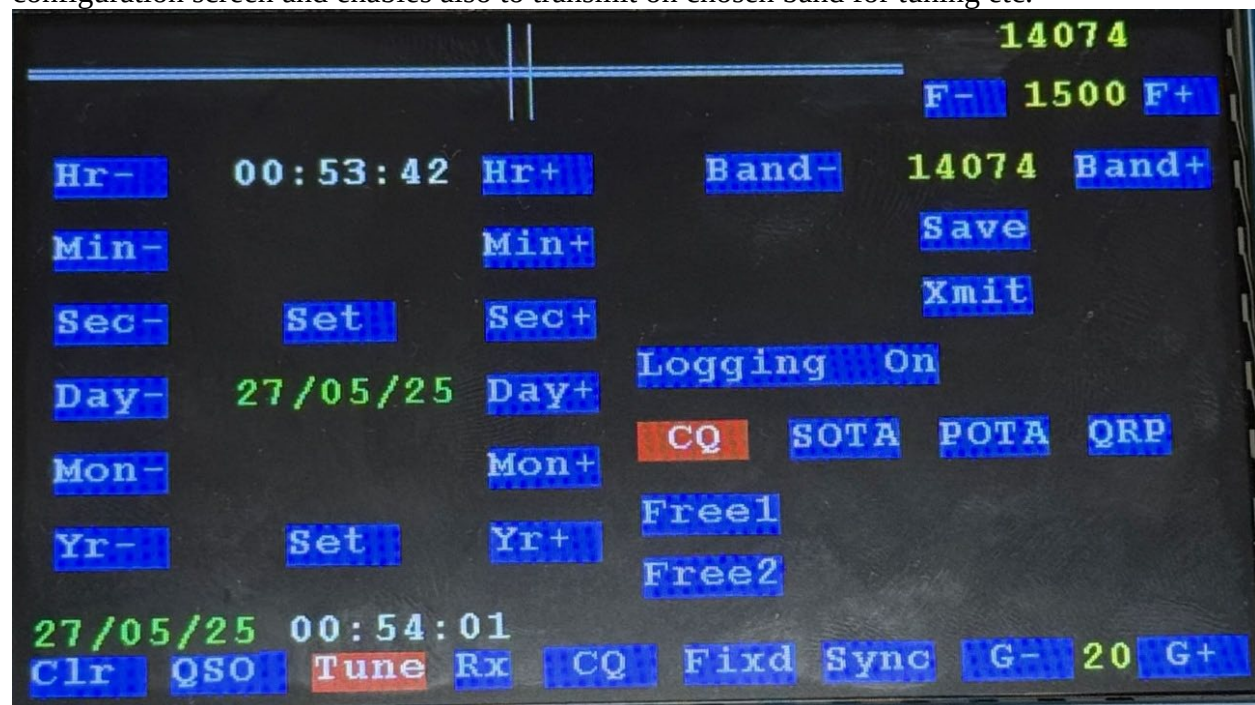 configuration screen and enables also to transmit on chosen band for tuning etc.
14074
F- 1500 F+
Hr- 00:53:42 Hr+ Band- 14074 Band+
Min- Min+ Save
Xmit
Sec- Set Sec+
Logging On
Day- 27/05/25 Day+
CQ SOTA POTA QRP
Mon- Mon+
Free1
Yr- Set Yr+
Free2
27/05/25 00:54:01
Clr QSO Tune Rx CQ Fixd Sync G- 20 G+